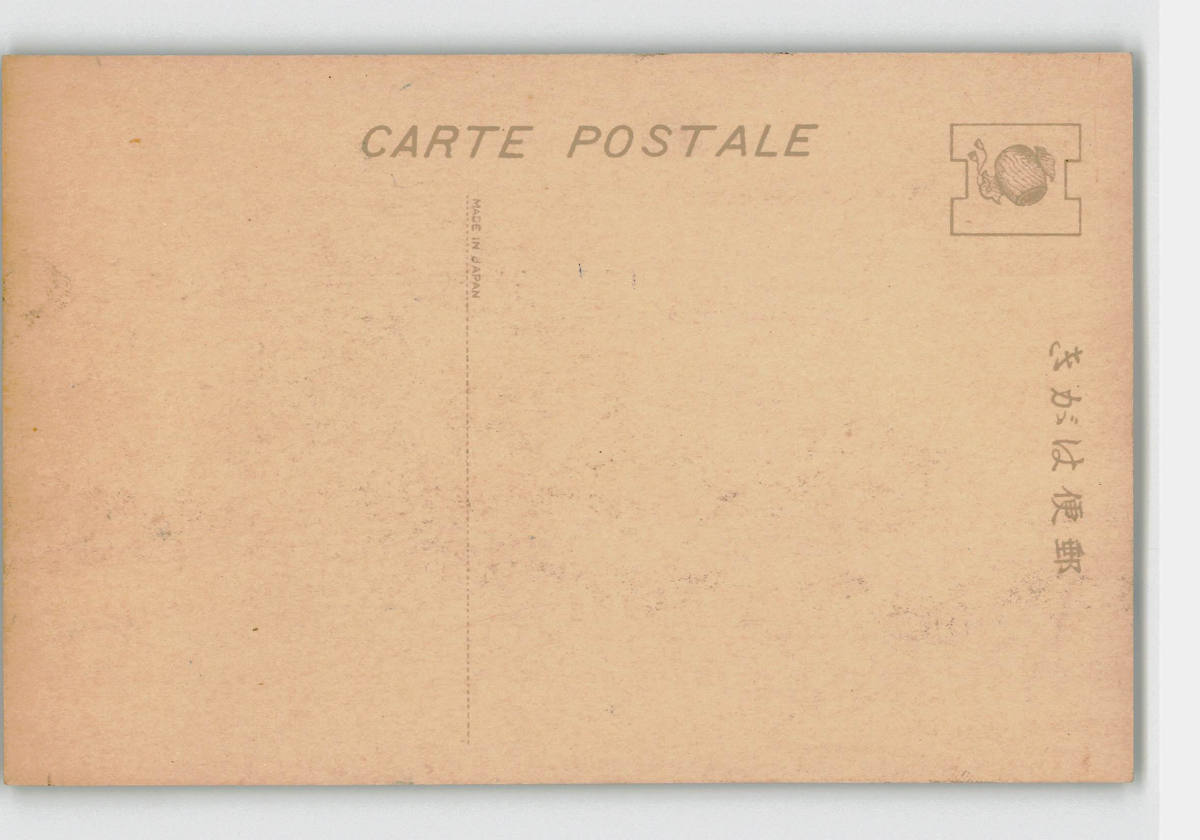 CARTE POSTALE
MADE IN JAPAN
郵便はがき